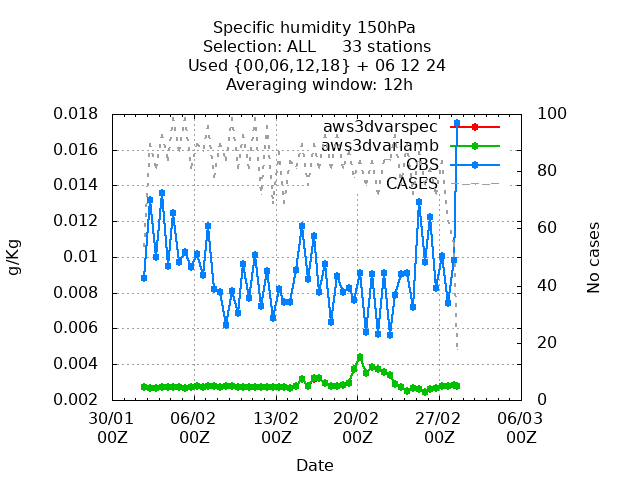 Specific humidity 150hPa
Selection: ALL     33 stations
Used {00,06,12,18} + 06 12 24
Averaging window: 12h
0.018
0.016
0.014
0.012
0.01
0.008
0.006
0.004
0.002
g/Kg
100
80
60
40
20
0
No cases
aws3dvarspec
aws3dvarlamb
OBS
CASES
30/01 06/02 13/02 20/02 27/02 06/03
00Z 00Z 00Z 00Z 00Z 00Z
Date